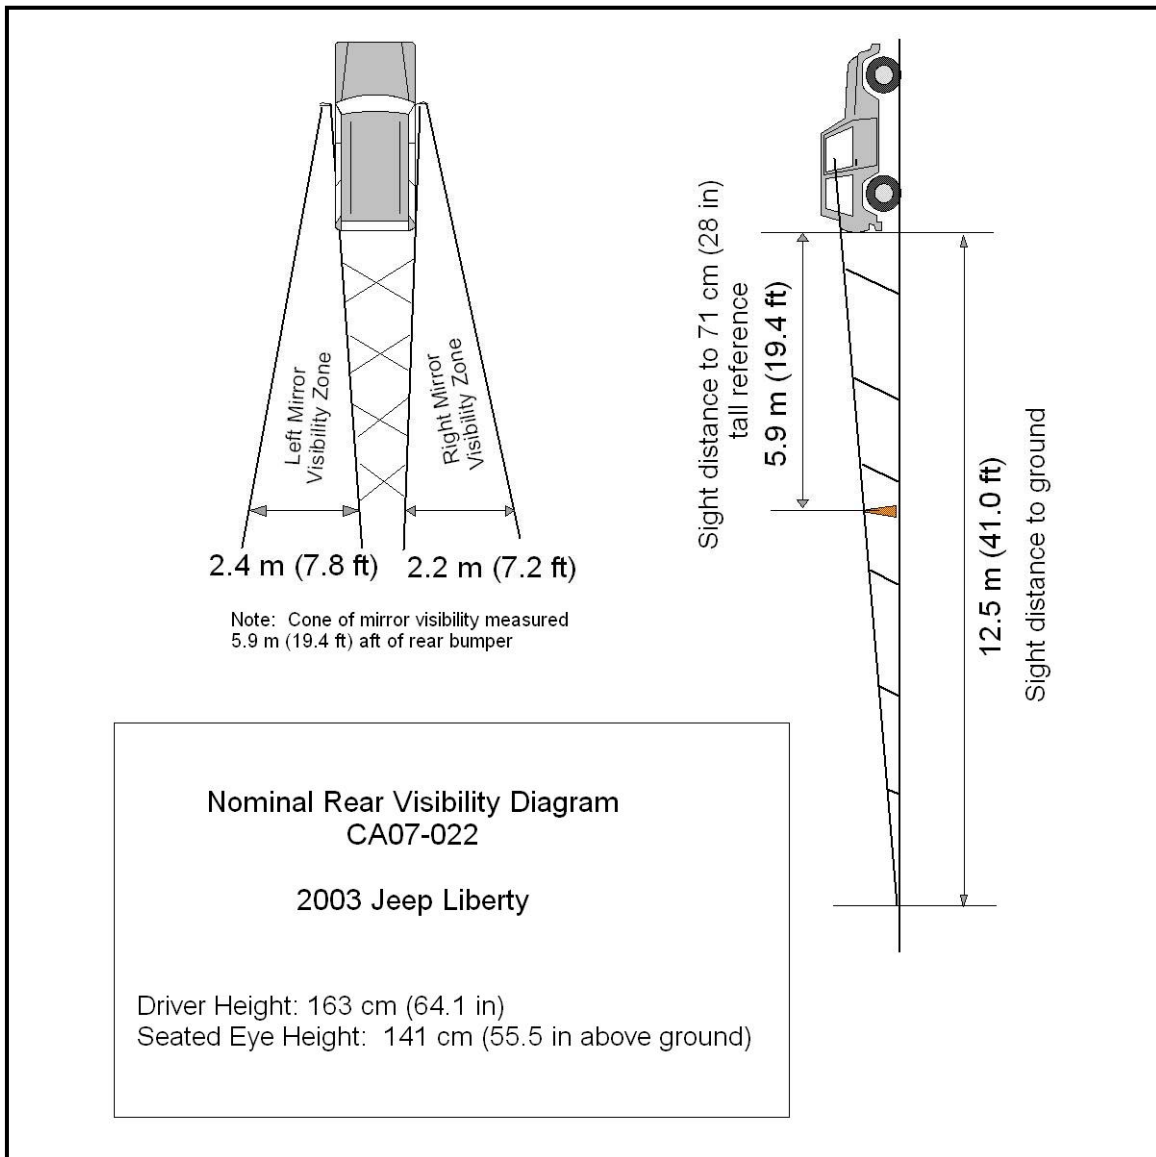 Left Mirror
Visibility Zone
Right Mirror
Visibility Zone
2.4 m (7.8 ft)
2.2 m (7.2 ft)
Note: Cone of mirror visibility measured
5.9 m (19.4 ft) aft of rear bumper
Sight distance to 71 cm (28 in)
tall reference
5.9 m (19.4 ft)
12.5 m (41.0 ft)
Sight distance to ground
Nominal Rear Visibility Diagram
CA07-022
2003 Jeep Liberty
Driver Height: 163 cm (64.1 in)
Seated Eye Height: 141 cm (55.5 in above ground)